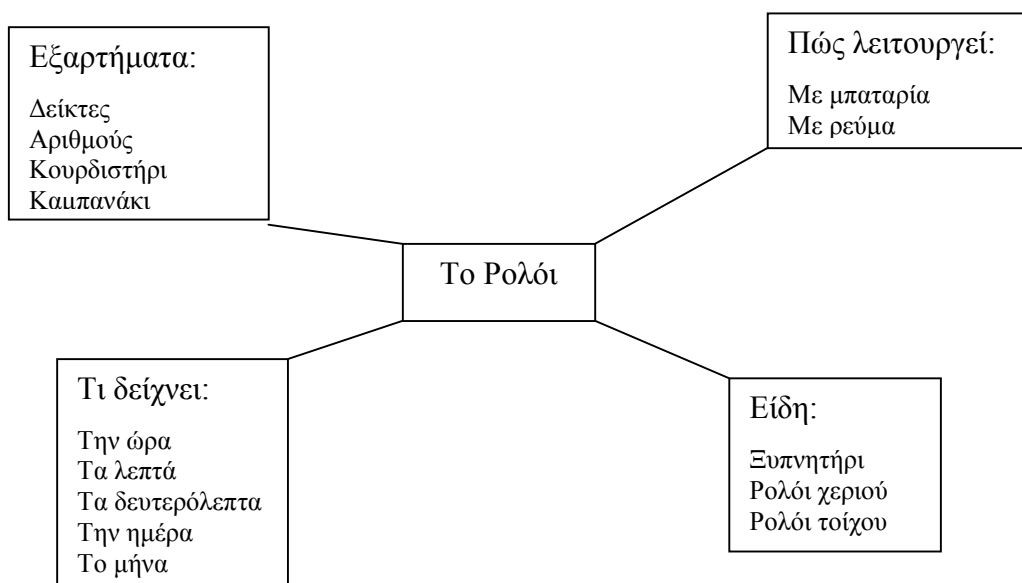 Εξαρτήματα:
Δείκτες
Αριθμούς
Κουρδιστήρι
Καμπανάκι
Πώς λειτουργεί:
Με μπαταρία
Με ρεύμα
Το Ρολόι
Τι δείχνει:
Την ώρα
Τα λεπτά
Τα δευτερόλεπτα
Την ημέρα
Το μήνα
Είδη:
Ξυπνητήρι
Ρολόι χεριού
Ρολόι τοίχου